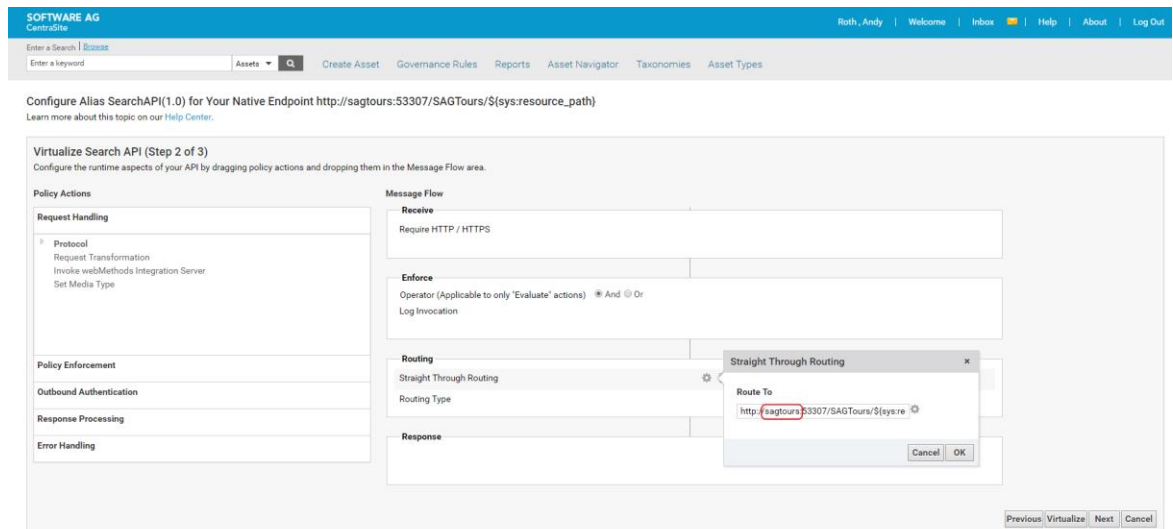 SOFTWARE AG
CentraSite
Roth , Andy | Welcome | Inbox | Help | About | Log Out
Enter a Search | Browse
Enter a keyword Assets
Create Asset Governance Rules Reports Asset Navigator Taxonomies Asset Types
Configure Alias SearchAPI(1.0) for Your Native Endpoint http://sagtours:53307/SAGTours/${sys:resource_path}
Learn more about this topic on our Help Center.
Virtualize Search API (Step 2 of 3)
Configure the runtime aspects of your API by dragging policy actions and dropping them in the Message Flow area.
Policy Actions
Request Handling
Protocol
Request Transformation
Invoke webMethods Integration Server
Set Media Type
Policy Enforcement
Outbound Authentication
Response Processing
Error Handling
Message Flow
Receive
Require HTTP / HTTPS
Enforce
Operator (Applicable to only "Evaluate" actions) And Or
Log Invocation
Routing
Straight Through Routing
Routing Type
Response
Straight Through Routing ×
Route To
http://sagtours:53307/SAGTours/${sys:re
Cancel OK
Previous Virtualize Next Cancel